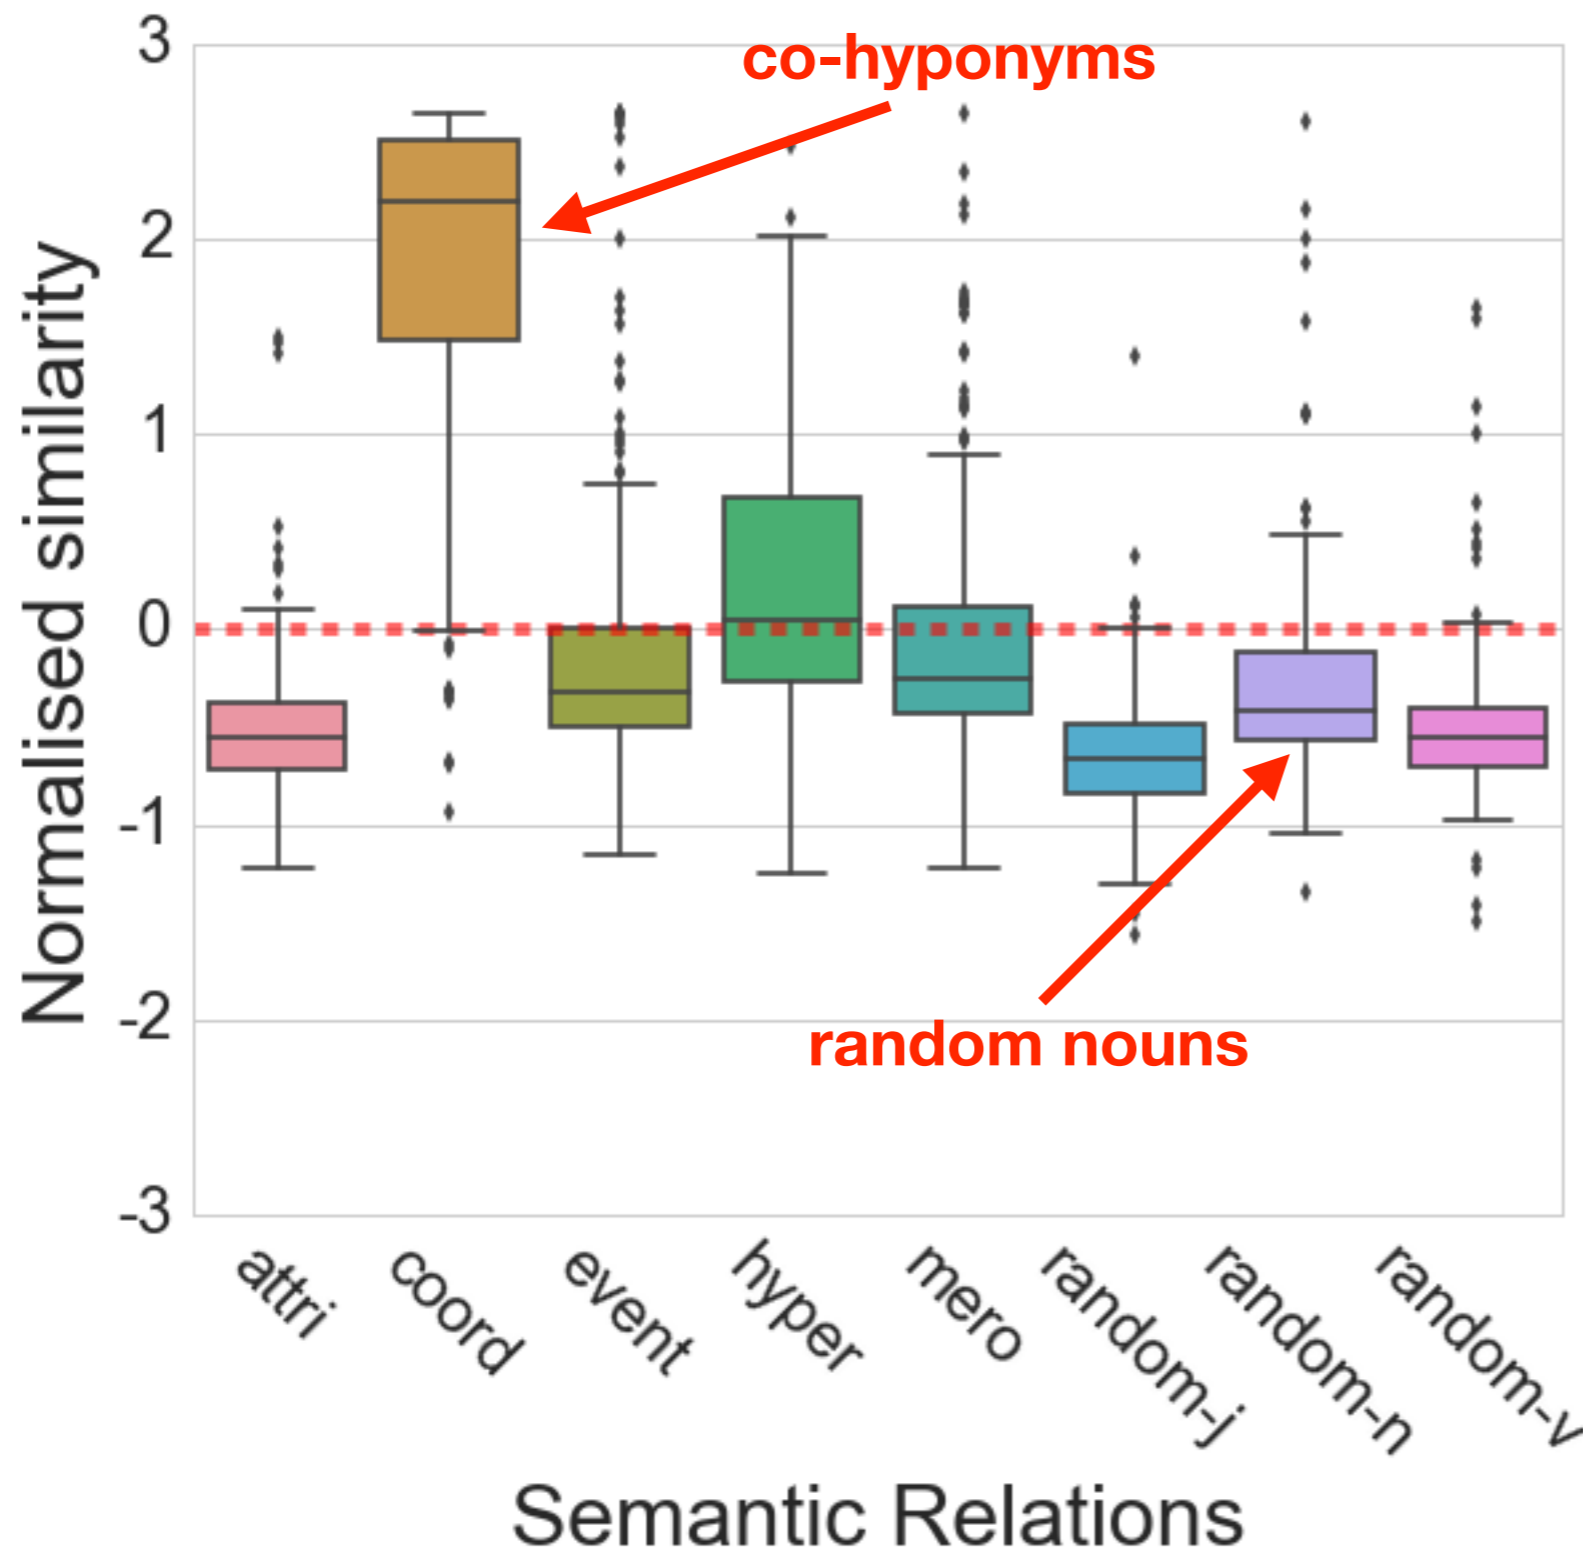 3
2
1
0
-1
-2
-3
Normalised similarity
co-hyponyms
random nouns
attri
coord
event
hyper
mero
random-j
random-n
random-v
Semantic Relations